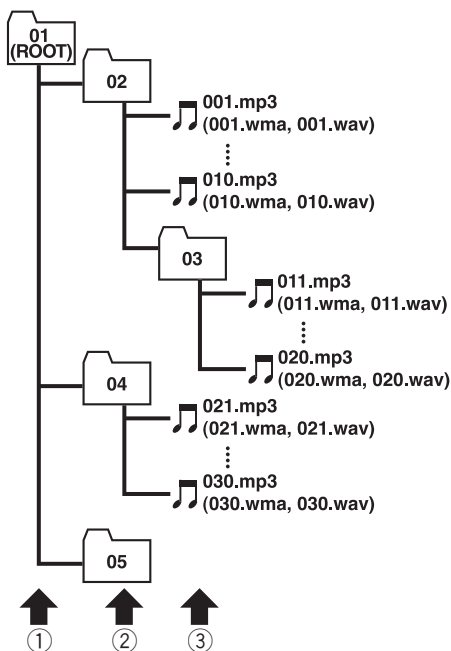 01
(ROOT)
02
001.mp3
(001.wma, 001.wav)
010.mp3
(010.wma, 010.wav)
03
011.mp3
(011.wma, 011.wav)
020.mp3
(020.wma, 020.wav)
04
021.mp3
(021.wma, 021.wav)
030.mp3
(030.wma, 030.wav)
05
① ② ③